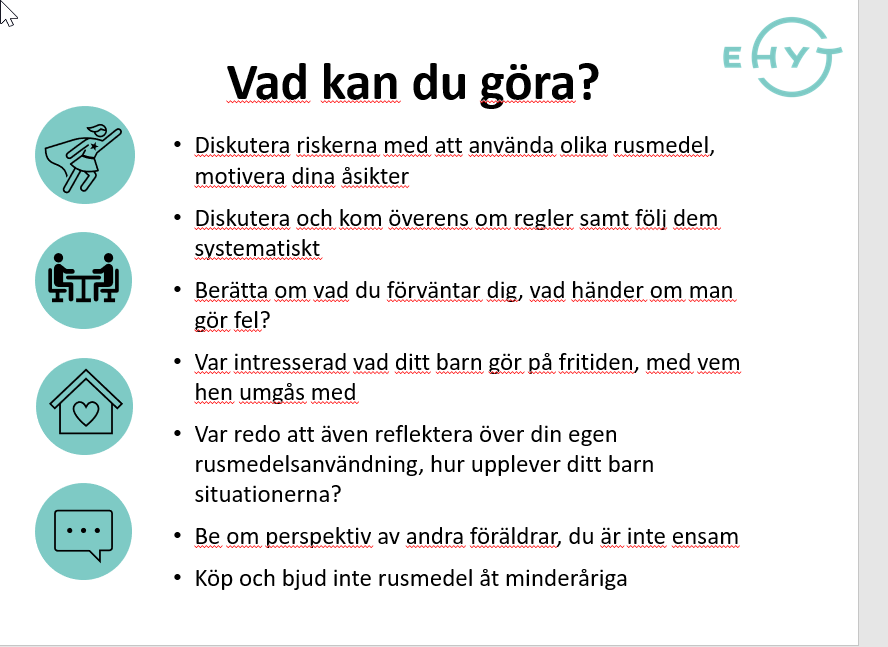 EHYT
Vad kan du göra?
• Diskutera riskerna med att använda olika rusmedel,
motivera dina åsikter
• Diskutera och kom överens om regler samt följ dem
systematiskt
• Berätta om vad du förväntar dig, vad händer om man
gör fel?
• Var intresserad vad ditt barn gör på fritiden, med vem
hen umgås med
• Var redo att även reflektera över din egen
rusmedelsanvändning, hur upplever ditt barn
situationerna?
• Be om perspektiv av andra föräldrar, du är inte ensam
• Köp och bjud inte rusmedel åt minderåriga